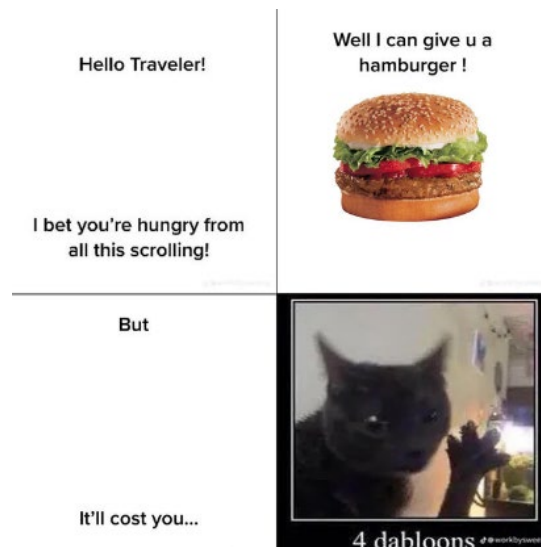 Hello Traveler!
I bet you're hungry from
all this scrolling!
Well I can give u a
hamburger !
But
It'll cost you...
4 dabloons